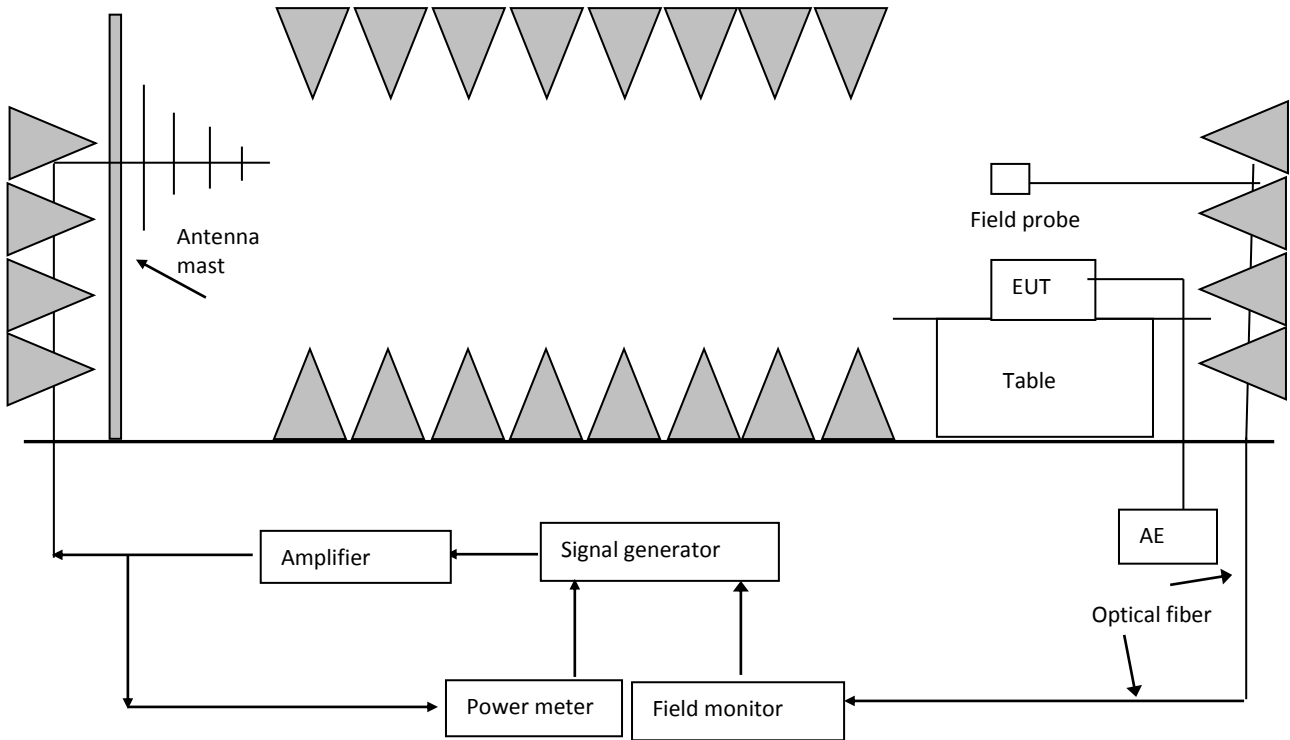 Antenna
mast
Field probe
EUT
Table
AE
Amplifier
Signal generator
Optical fiber
Power meter
Field monitor